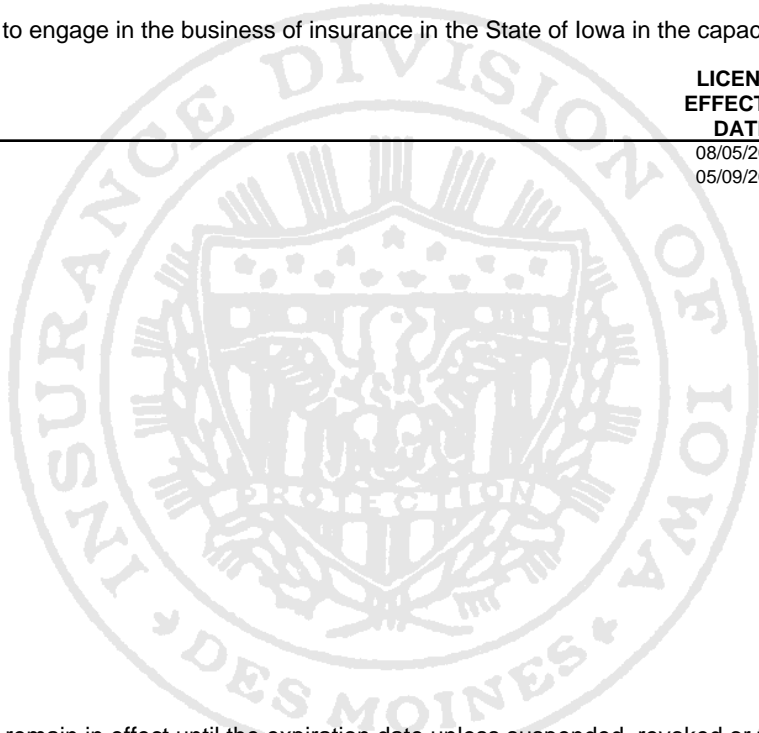 to engage in the business of insurance in the State of Iowa in the
LICEN
EFFECT
DAT
08/05/2
05/09/2
INSURANCE DIVISION OF IOWA
PROTECTION
* DES MOINES *
remain in effect until the expiration date unless suspended, revoked or